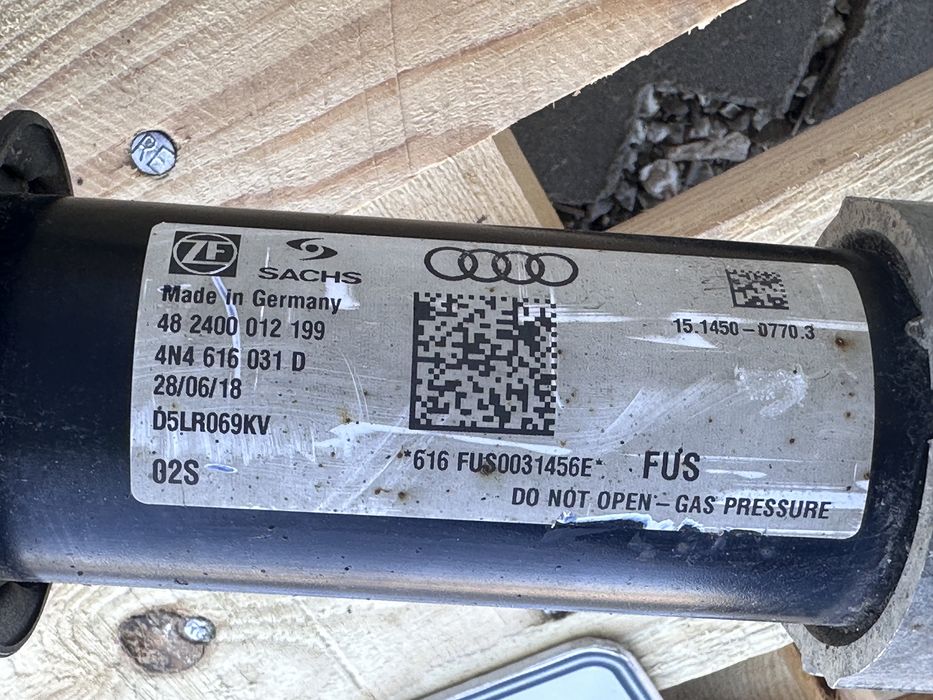 ZF
SACHS
Made in Germany
48 2400 012 199
4N4 616 031 D
28/06/18
D5LR069KV
02S
15.1450-0770.3
*616 FUS0031456E*
FUS
DO NOT OPEN - GAS PRESSURE